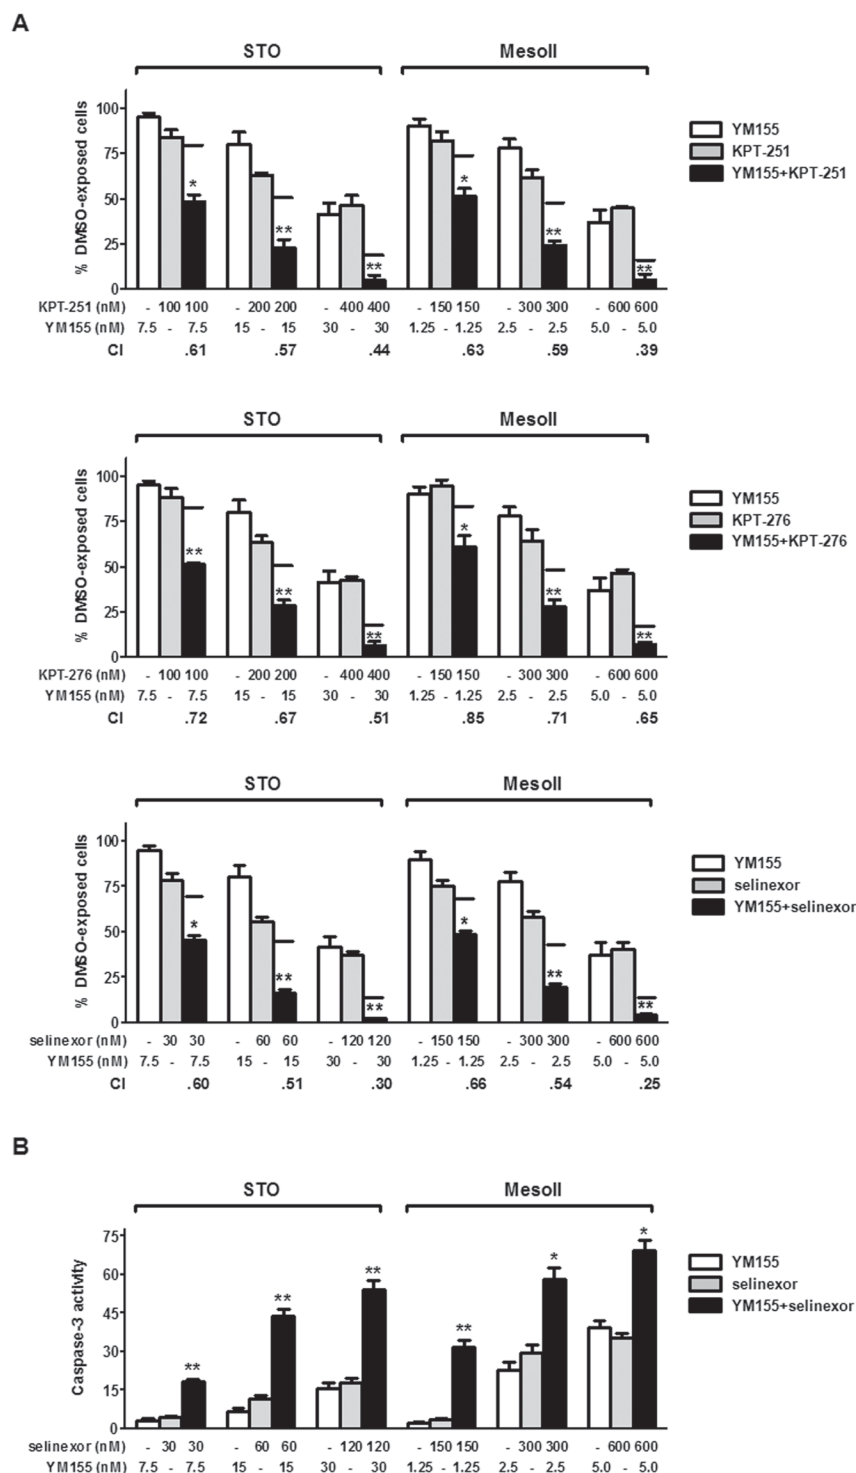 A
STO MesoII
% DMSO-exposed cells
100
75
50
25
0
* ** ** * ** **
YM155
KPT-251
YM155+KPT-251
KPT-251 (nM) - 100 100 - 200 200 - 400 400 - 150 150 - 300 300 - 600 600
YM155 (nM) 7.5 - 7.5 15 - 15 30 - 30 1.25 - 1.25 2.5 - 2.5 5.0 - 5.0
CI .61 .57 .44 .63 .59 .39
STO MesoII
% DMSO-exposed cells
100
75
50
25
0
** ** ** * ** **
YM155
KPT-276
YM155+KPT-276
KPT-276 (nM) - 100 100 - 200 200 - 400 400 - 150 150 - 300 300 - 600 600
YM155 (nM) 7.5 - 7.5 15 - 15 30 - 30 1.25 - 1.25 2.5 - 2.5 5.0 - 5.0
CI .72 .67 .51 .85 .71 .65
STO MesoII
% DMSO-exposed cells
100
75
50
25
0
* ** ** * ** **
YM155
selinexor
YM155+selinexor
selinexor (nM) - 30 30 - 60 60 - 120 120 - 150 150 - 300 300 - 600 600
YM155 (nM) 7.5 - 7.5 15 - 15 30 - 30 1.25 - 1.25 2.5 - 2.5 5.0 - 5.0
CI .60 .51 .30 .66 .54 .25
B
STO MesoII
Caspase-3 activity
75
60
45
30
15
0
** ** ** ** * *
YM155
selinexor
YM155+selinexor
selinexor (nM) - 30 30 - 60 60 - 120 120 - 150 150 - 300 300 - 600 600
YM155 (nM) 7.5 - 7.5 15 - 15 30 - 30 1.25 - 1.25 2.5 - 2.5 5.0 - 5.0